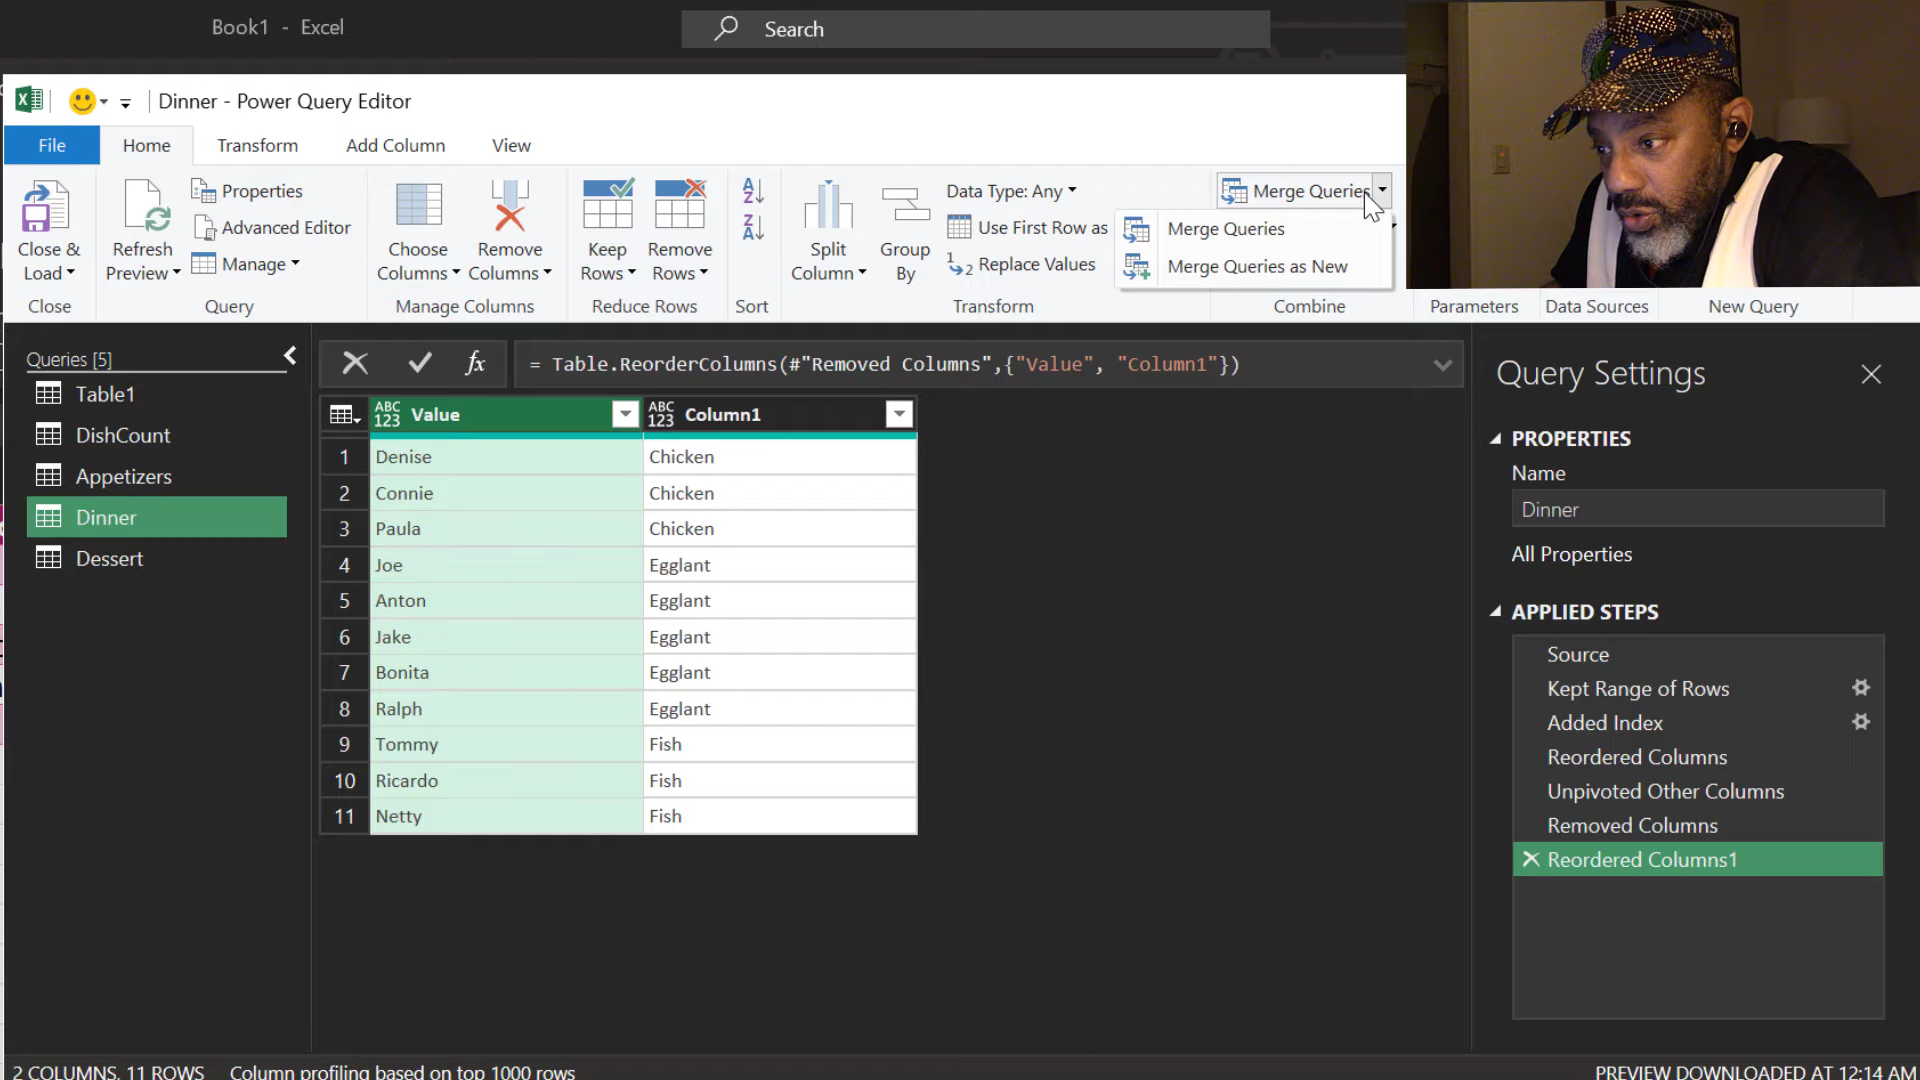 Book1 - Excel
Search
Dinner - Power Query Editor
File Home Transform Add Column View
Close & Load
Refresh Preview
Properties
Advanced Editor
Manage
Choose Columns
Remove Columns
Keep Rows
Remove Rows
A Z
Z A
Split Column
Group By
Data Type: Any
Use First Row as
1 2 Replace Values
Merge Queries
Merge Queries
Merge Queries as New
Close Query Manage Columns Reduce Rows Sort Transform Combine Parameters Data Sources New Query
Queries [5]
Table1
DishCount
Appetizers
Dinner
Dessert
fx = Table.ReorderColumns(#"Removed Columns",{"Value", "Column1"})
ABC 123 Value ABC 123 Column1
1 Denise Chicken
2 Connie Chicken
3 Paula Chicken
4 Joe Egglant
5 Anton Egglant
6 Jake Egglant
7 Bonita Egglant
8 Ralph Egglant
9 Tommy Fish
10 Ricardo Fish
11 Netty Fish
Query Settings
PROPERTIES
Name
Dinner
All Properties
APPLIED STEPS
Source
Kept Range of Rows
Added Index
Reordered Columns
Unpivoted Other Columns
Removed Columns
Reordered Columns1
2 COLUMNS, 11 ROWS Column profiling based on top 1000 rows PREVIEW DOWNLOADED AT 12:14 AM